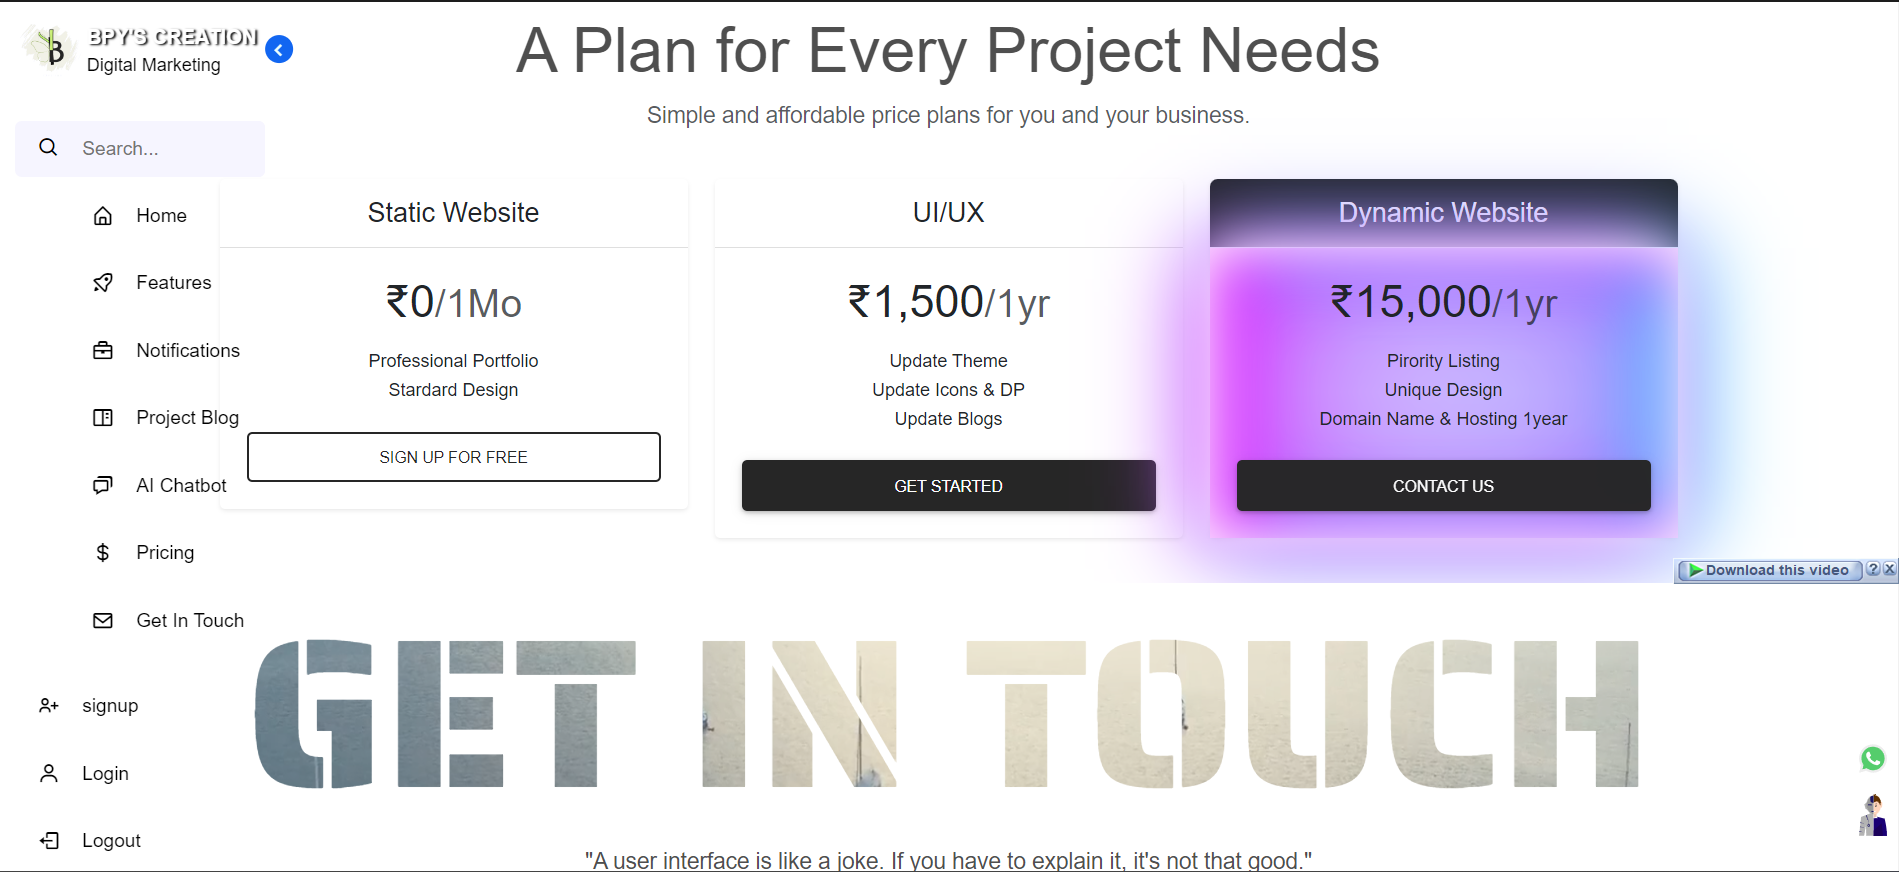 BPY'S CREATION
Digital Marketing
Search...
Home
Features
Notifications
Project Blog
AI Chatbot
Pricing
Get In Touch
signup
Login
Logout
A Plan for Every Project Needs
Simple and affordable price plans for you and your business.
Static Website
₹0/1Mo
Professional Portfolio
Stardard Design
SIGN UP FOR FREE
UI/UX
₹1,500/1yr
Update Theme
Update Icons & DP
Update Blogs
GET STARTED
Dynamic Website
₹15,000/1yr
Pirority Listing
Unique Design
Domain Name & Hosting 1year
CONTACT US
Download this video
GET IN TOUCH
"A user interface is like a joke. If you have to explain it, it's not that good."